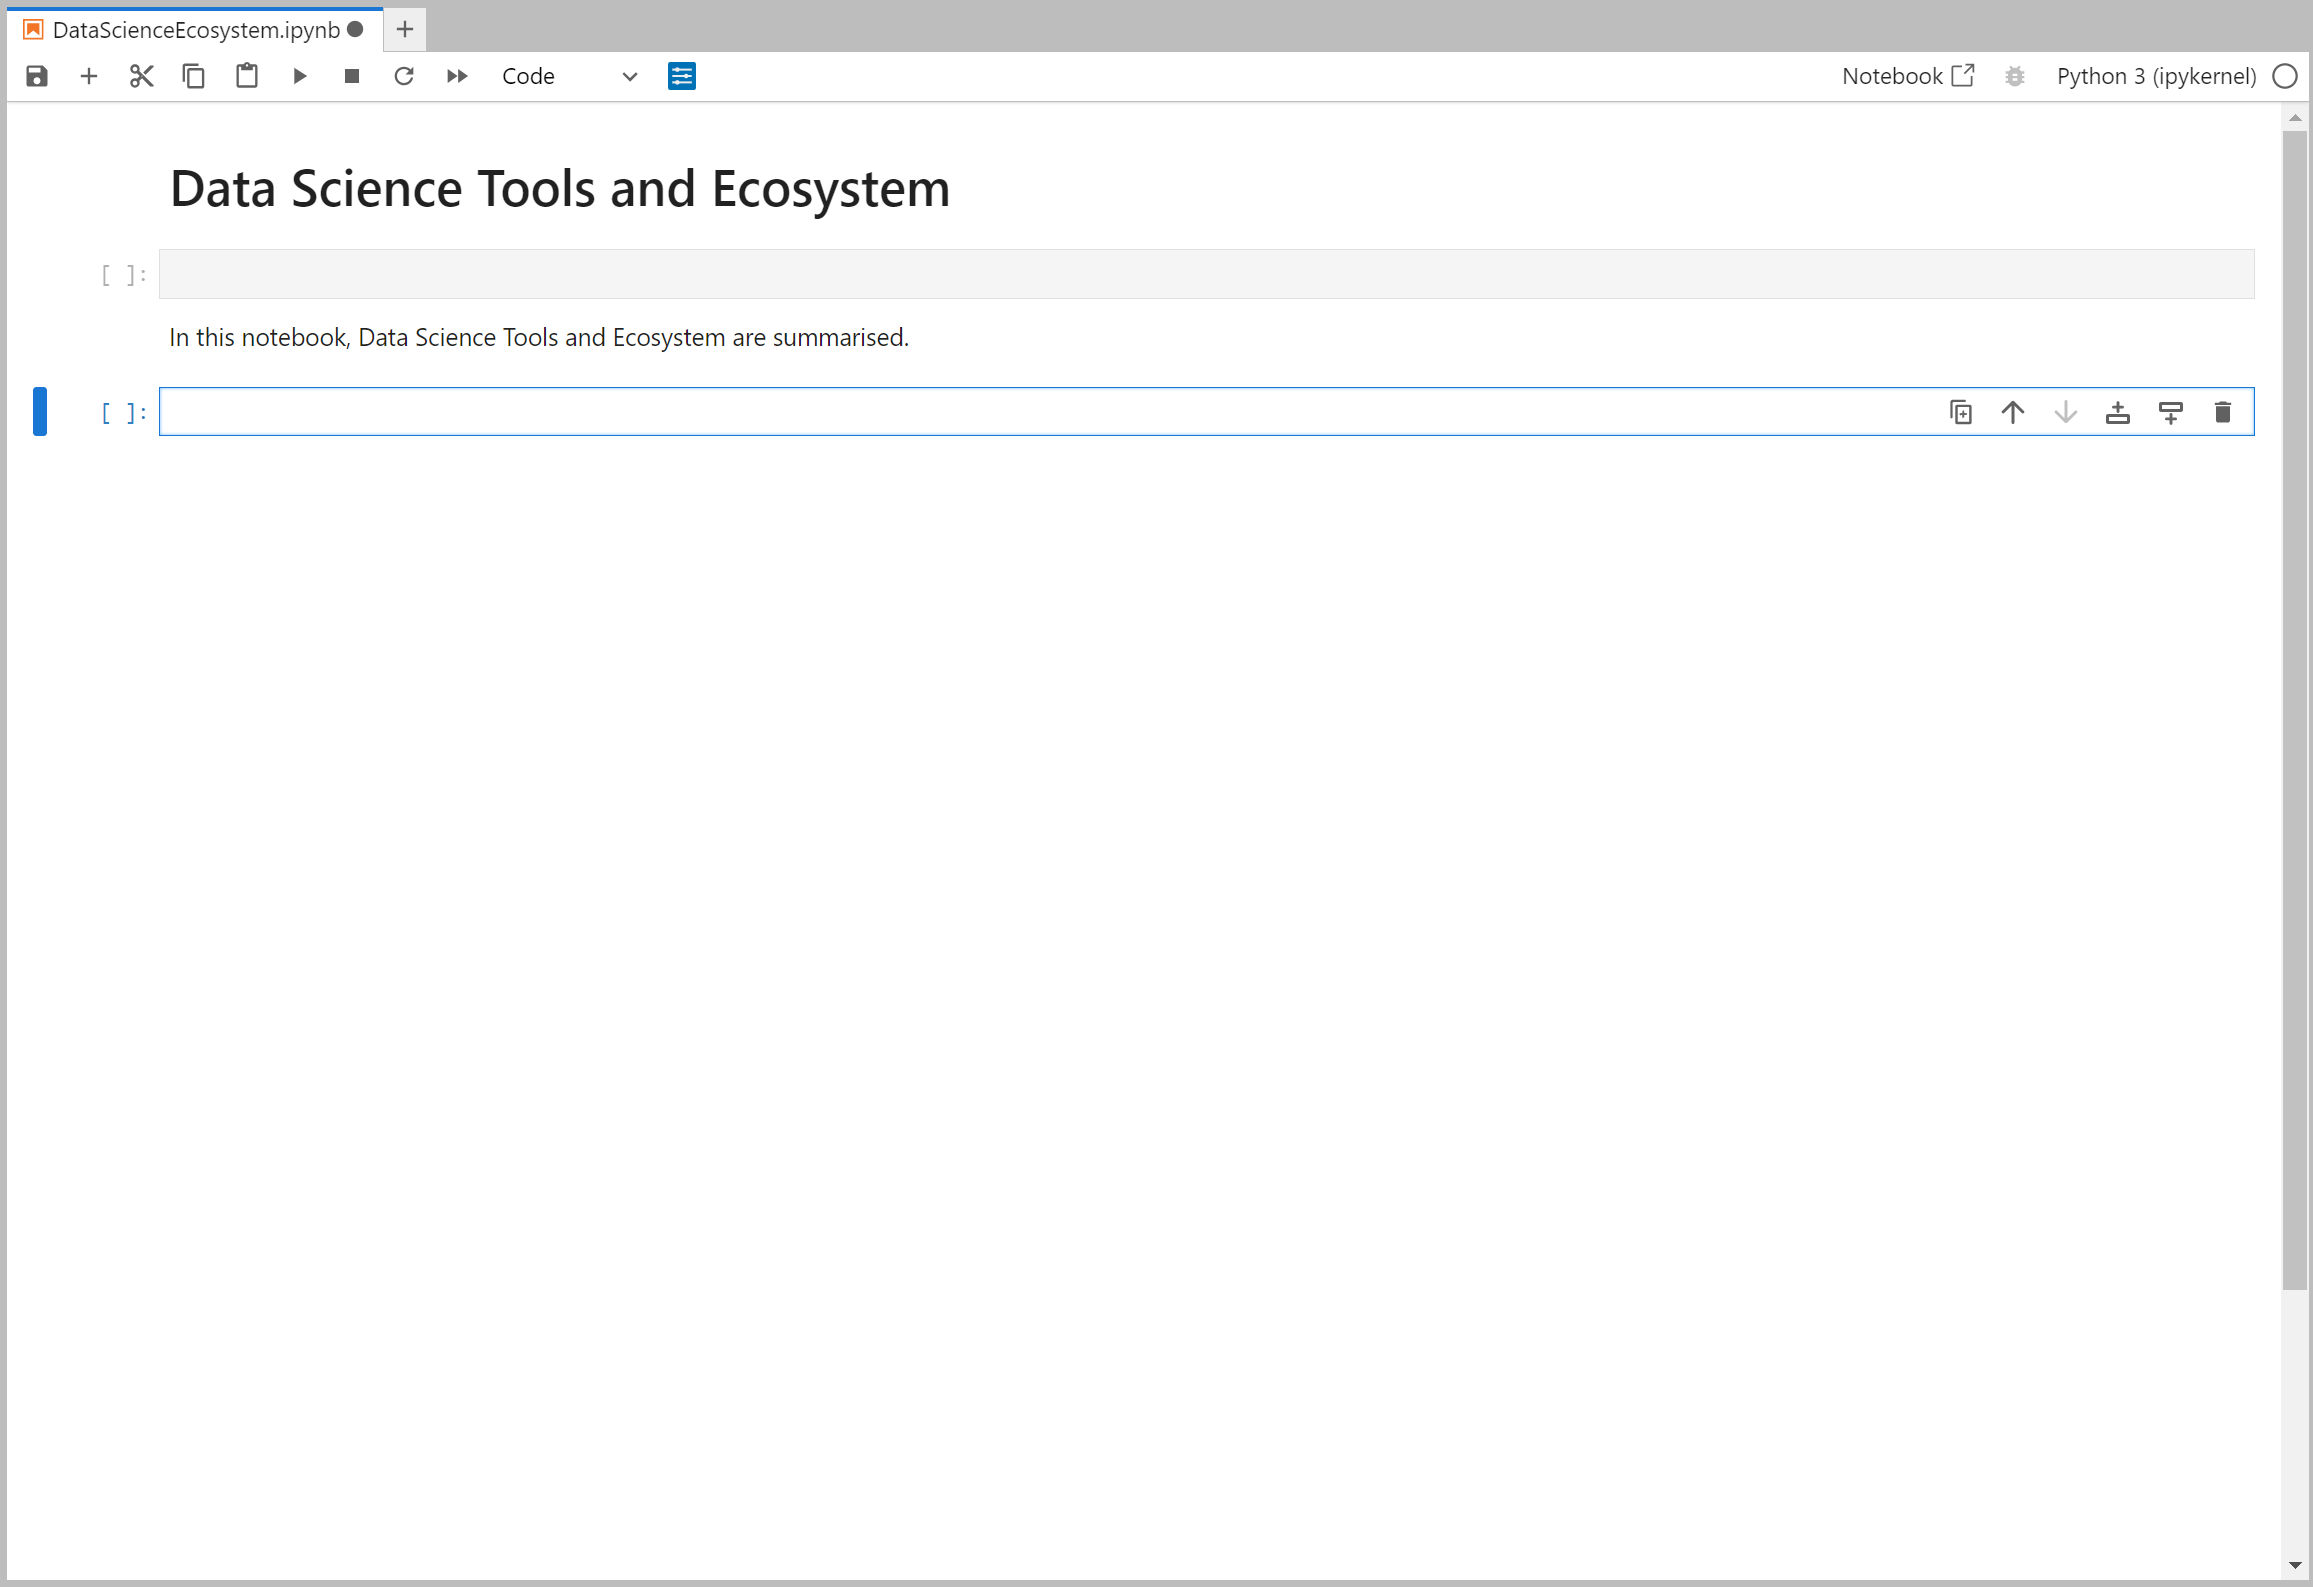 DataScienceEcosystem.ipynb
Code
Notebook
Python 3 (ipykernel)
Data Science Tools and Ecosystem
[ ]:
In this notebook, Data Science Tools and Ecosystem are summarised.
[ ]: